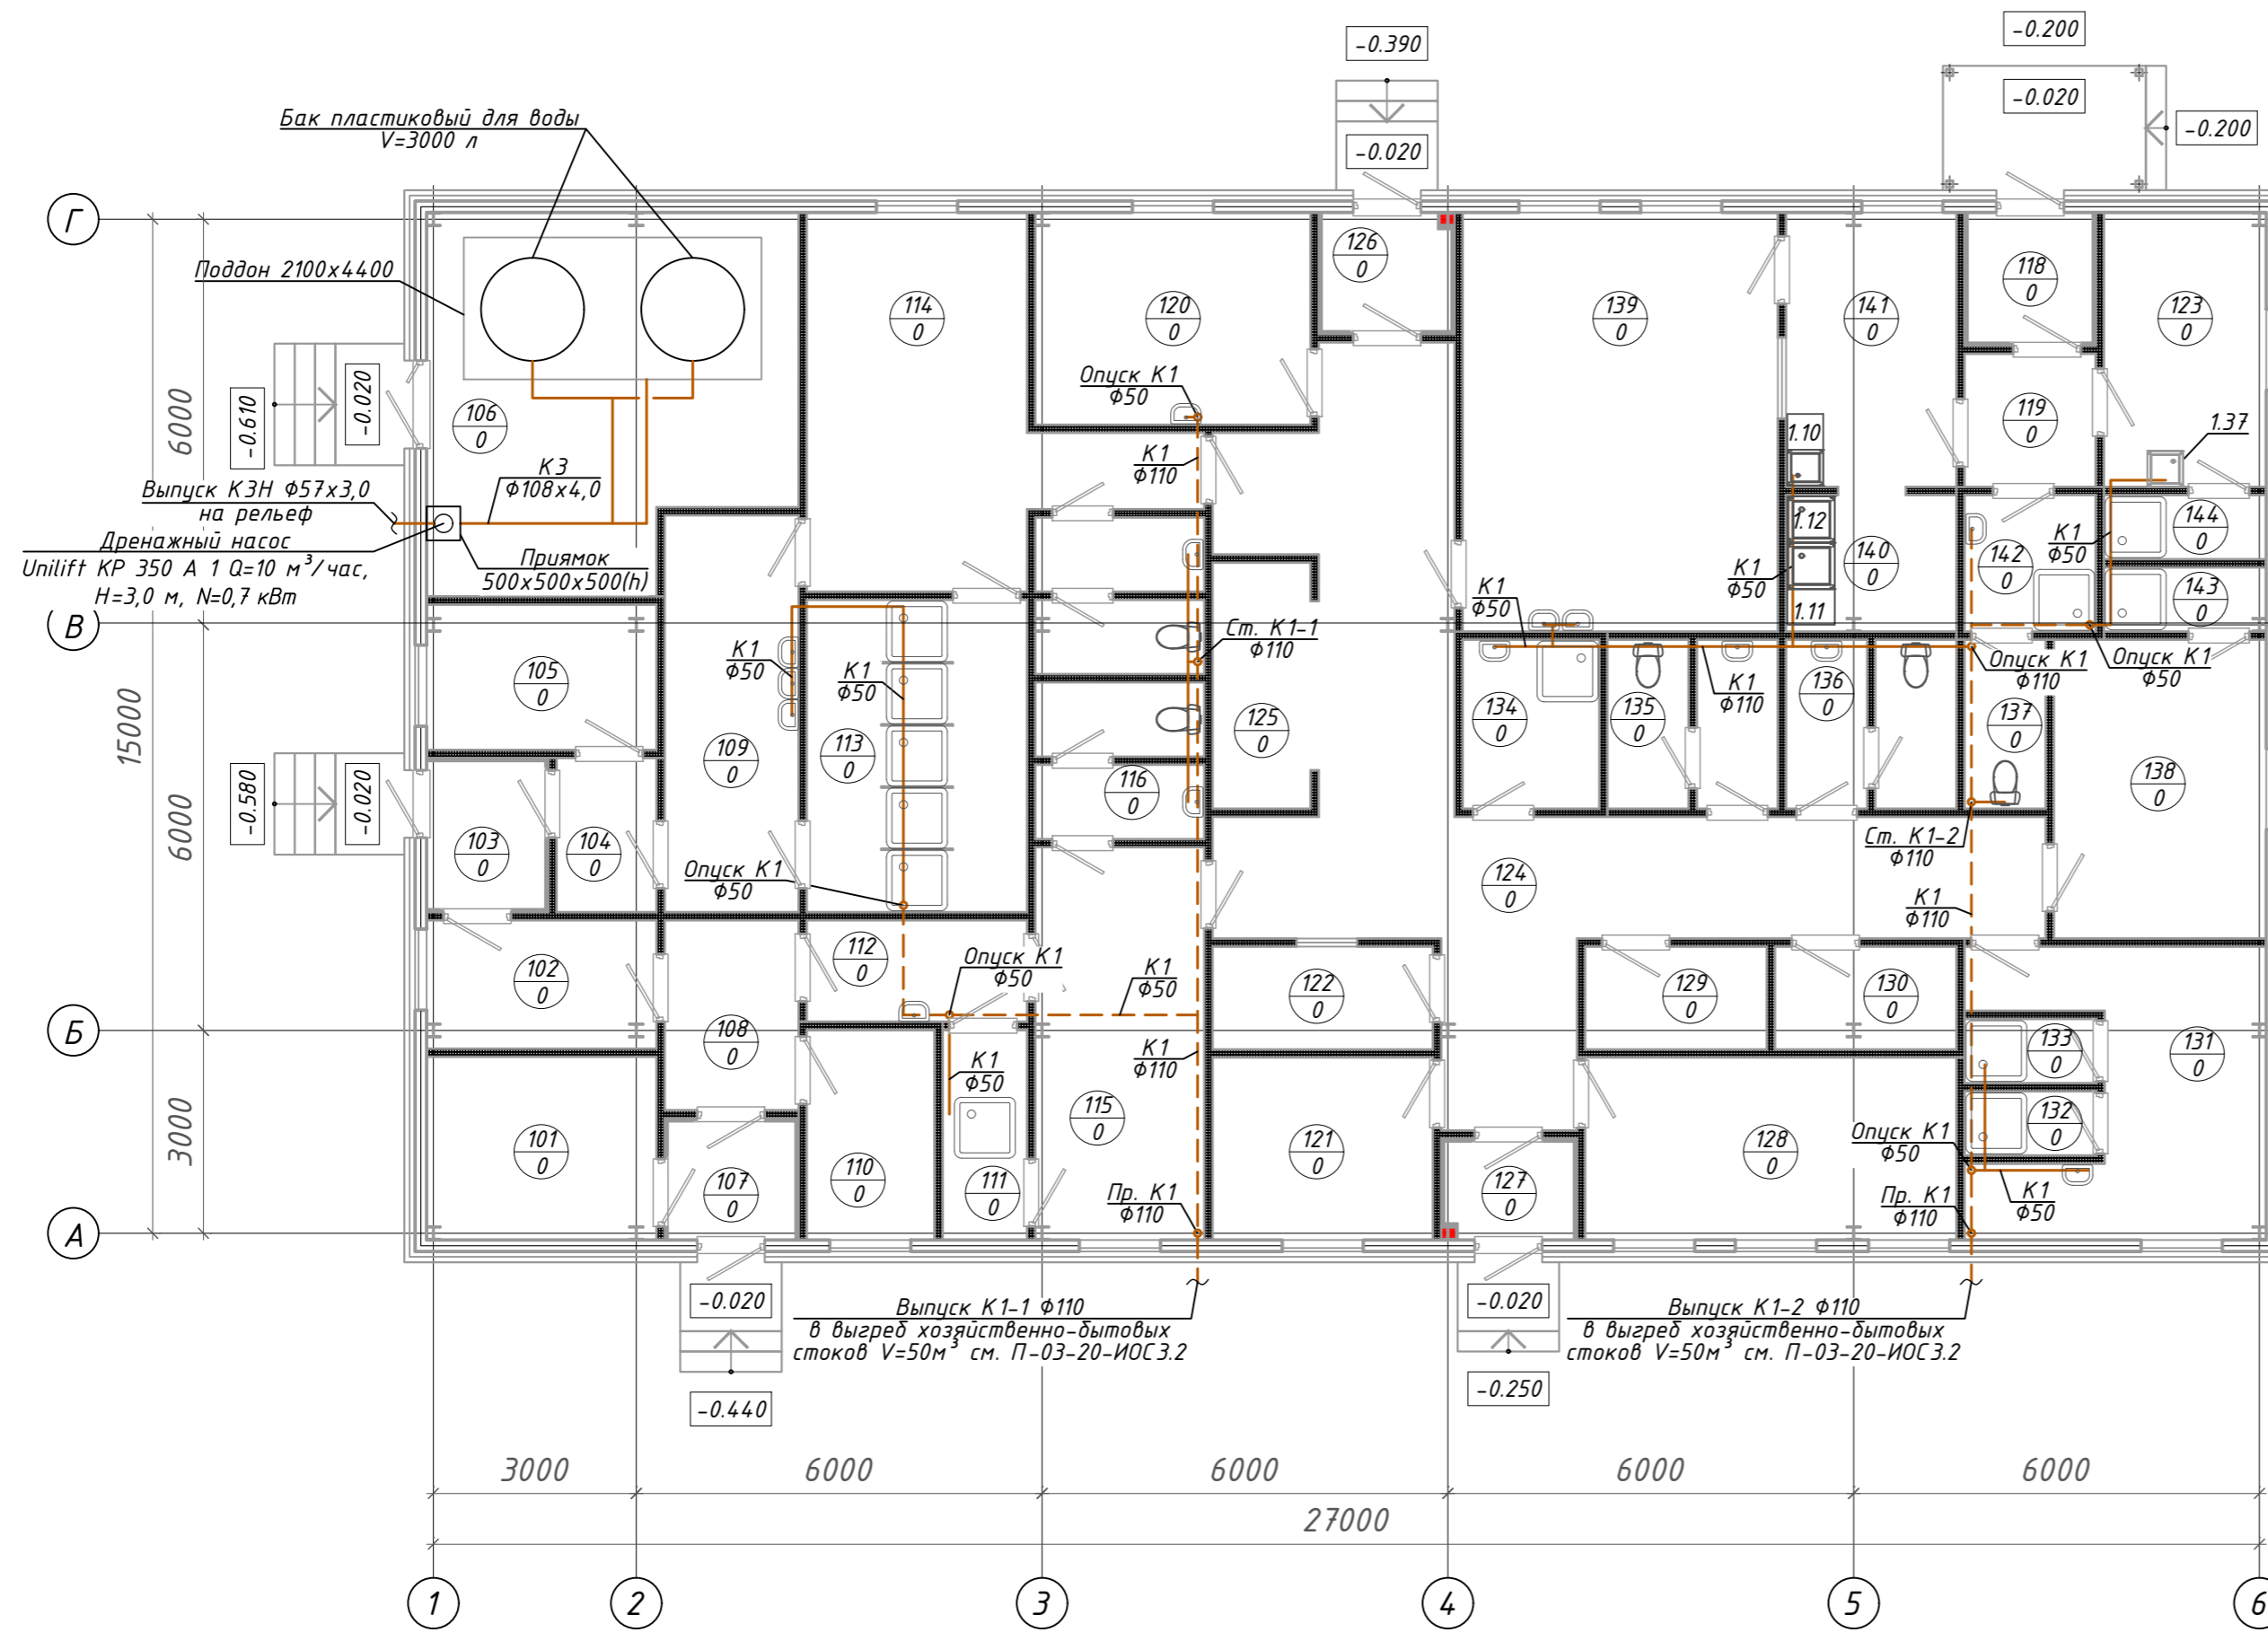 -0.390
-0.020
-0.200
-0.020
-0.200
Бак пластиковый для воды
V=3000 л
Поддон 2100х4400
-0.610
-0.020
Выпуск К3Н Ф57х3,0
на рельеф
Дренажный насос
Unilift КР 350 А 1 Q=10 м³/час,
Н=3,0 м, N=0,7 кВт
К3
Ф108х4,0
Приямок
500х500х500(h)
-0.580
-0.020
Г
В
Б
А
6000
6000
3000
15000
106
0
114
0
120
0
126
0
139
0
141
0
118
0
123
0
119
0
Опуск К1
Ф50
К1
Ф110
1.10
1.12
1.11
1.37
140
0
142
0
144
0
143
0
К1
Ф50
К1
Ф50
К1
Ф50
105
0
109
0
К1
Ф50
113
0
К1
Ф50
Ст. К1-1
Ф110
125
0
116
0
134
0
135
0
К1
Ф110
136
0
137
0
138
0
Опуск К1
Ф110
Опуск К1
Ф50
Ст. К1-2
Ф110
103
0
104
0
Опуск К1
Ф50
124
0
К1
Ф110
102
0
112
0
Опуск К1
Ф50
К1
Ф50
122
0
129
0
130
0
108
0
К1
Ф50
К1
Ф110
133
0
131
0
101
0
107
0
110
0
111
0
115
0
121
0
127
0
128
0
132
0
Опуск К1
Ф50
Пр. К1
Ф110
Пр. К1
Ф110
К1
Ф50
-0.020
-0.440
Выпуск К1-1 Ф110
в выгреб хозяйственно-бытовых
стоков V=50м³ см. П-03-20-ИОС3.2
-0.020
-0.250
Выпуск К1-2 Ф110
в выгреб хозяйственно-бытовых
стоков V=50м³ см. П-03-20-ИОС3.2
3000
6000
6000
6000
6000
27000
1
2
3
4
5
6